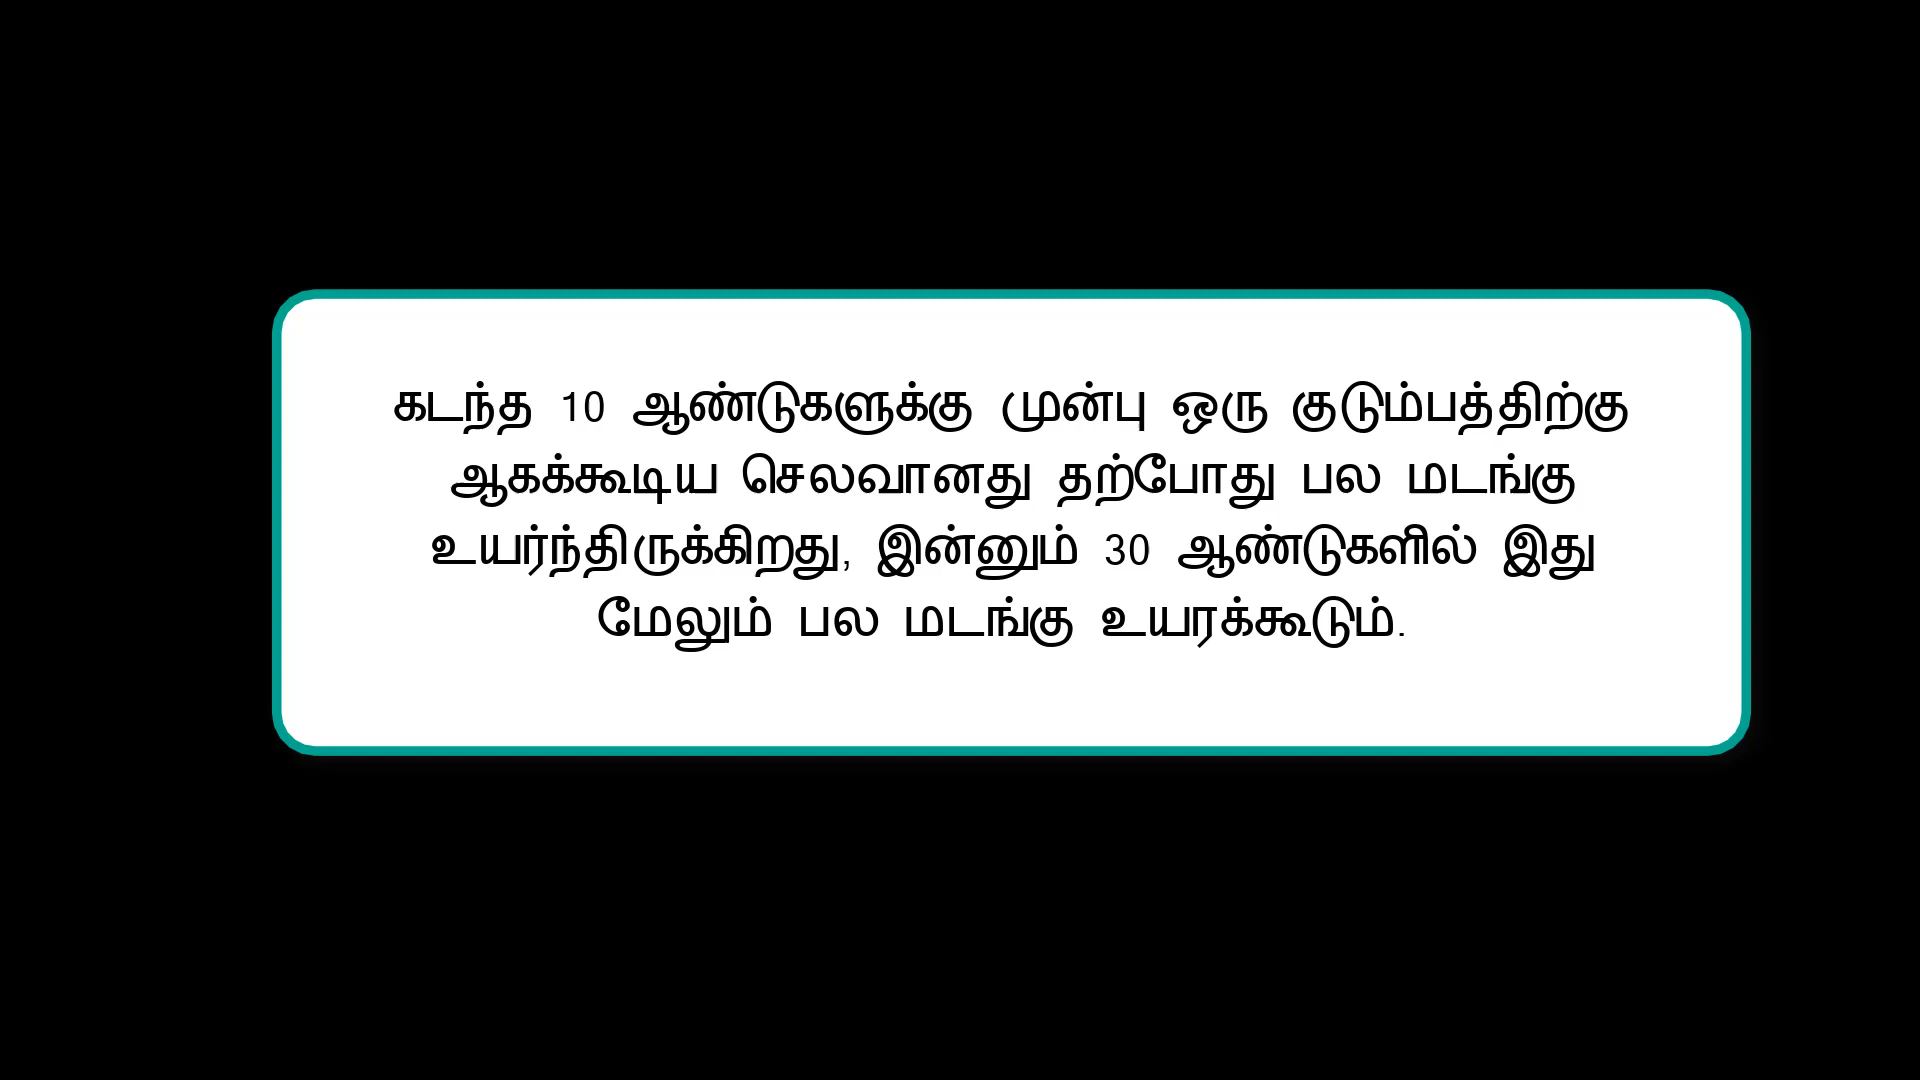 கடந்த 10 ஆண்டுகளுக்கு முன்பு ஒரு குடும்பத்திற்கு
ஆகக்கூடிய செலவானது தற்போது பல மடங்கு
உயர்ந்திருக்கிறது, இன்னும் 30 ஆண்டுகளில் இது
மேலும் பல மடங்கு உயரக்கூடும்.